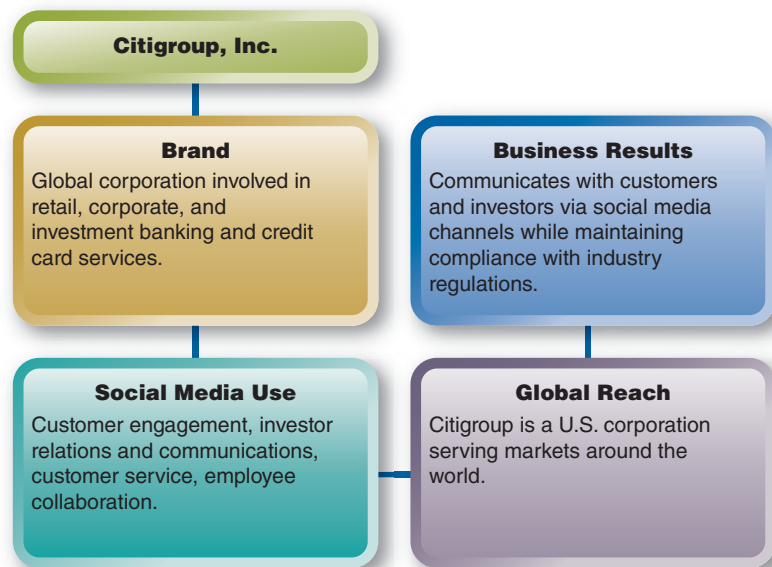 Citigroup, Inc.
Brand
Global corporation involved in
retail, corporate, and
investment banking and credit
card services.
Social Media Use
Customer engagement, investor
relations and communications,
customer service, employee
collaboration.
Global Reach
Citigroup is a U.S. corporation
serving markets around the
world.
Business Results
Communicates with customers
and investors via social media
channels while maintaining
compliance with industry
regulations.